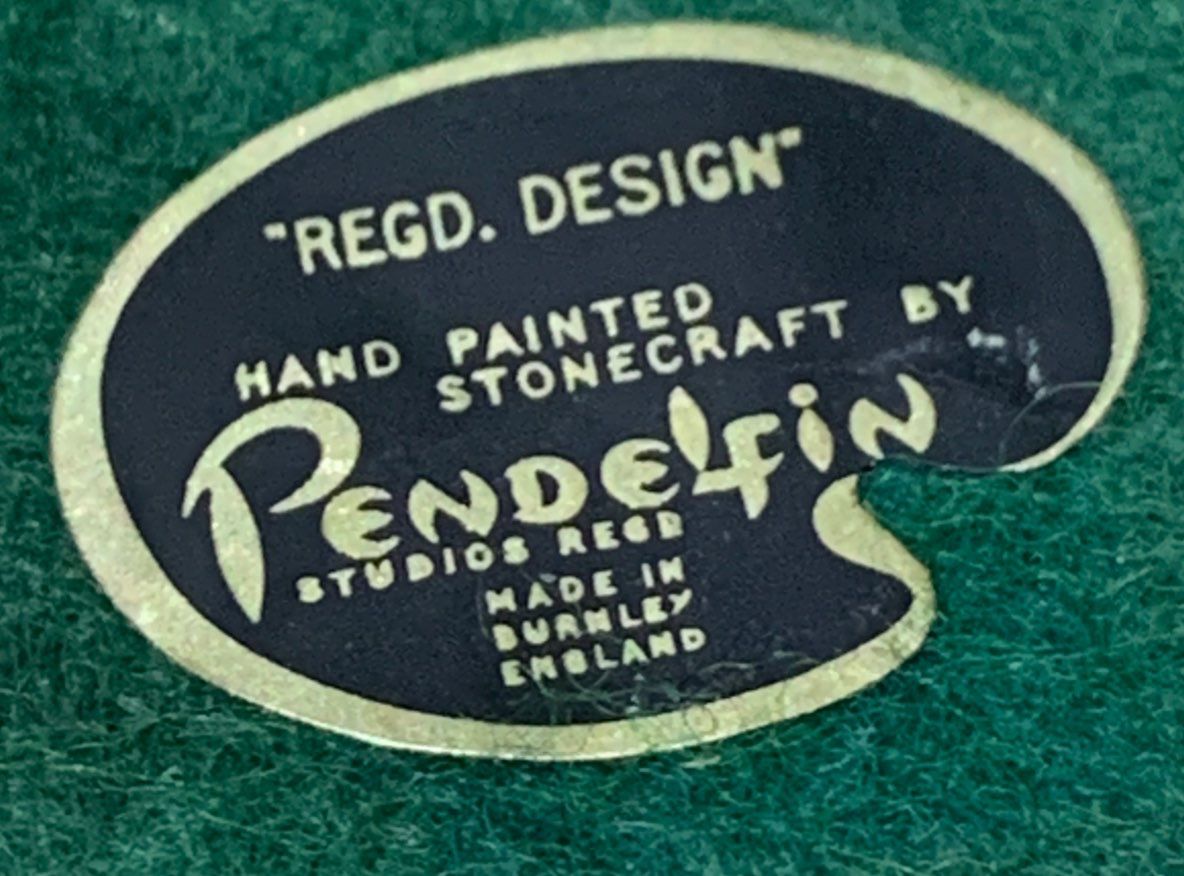 "REGD. DESIGN"
HAND PAINTED
STONECRAFT BY
PENDELFIN
STUDIOS REGD
MADE IN
BURNLEY
ENGLAND